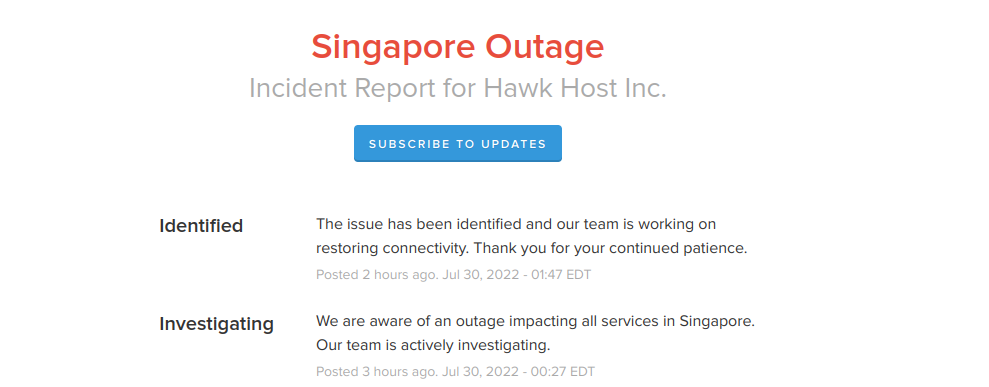 Singapore Outage
Incident Report for Hawk Host Inc.
SUBSCRIBE TO UPDATES
Identified
The issue has been identified and our team is working on
restoring connectivity. Thank you for your continued patience.
Posted 2 hours ago. Jul 30, 2022 - 01:47 EDT
Investigating
We are aware of an outage impacting all services in Singapore.
Our team is actively investigating.
Posted 3 hours ago. Jul 30, 2022 - 00:27 EDT